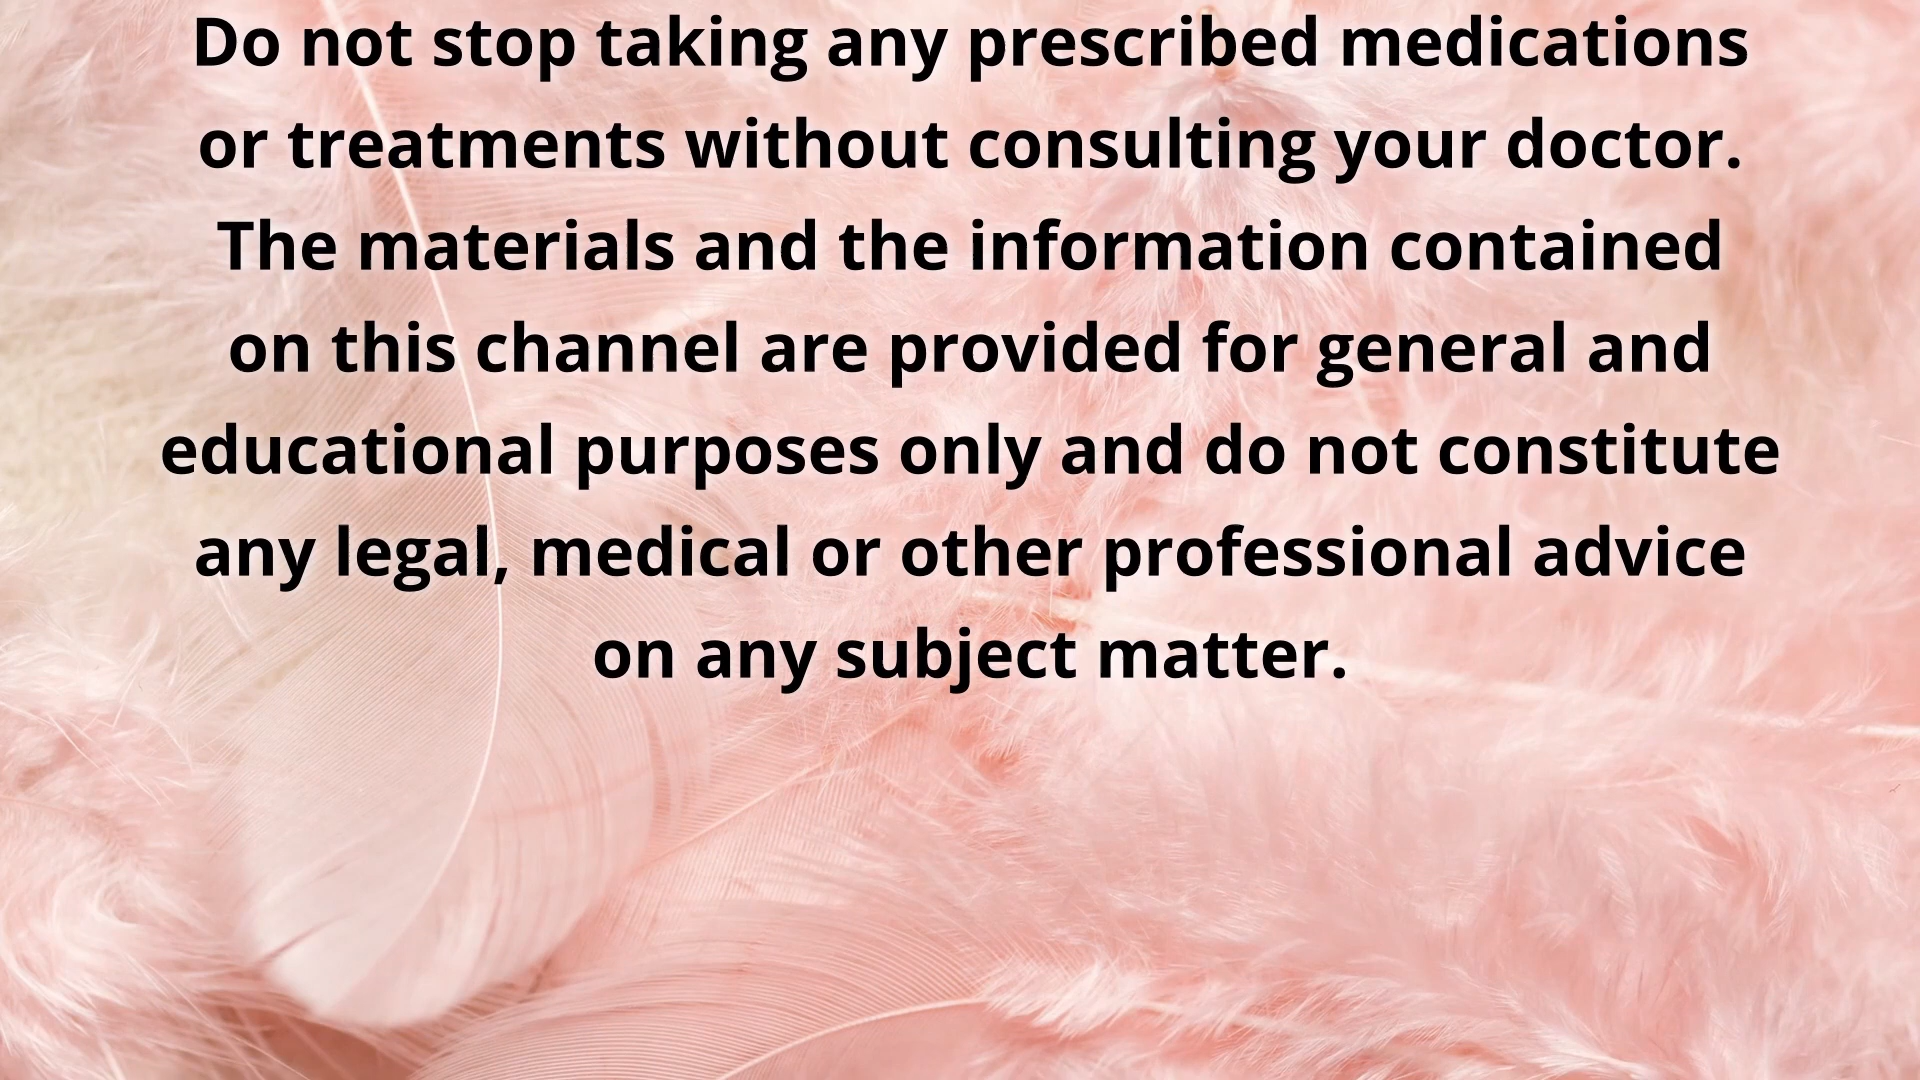 Do not stop taking any prescribed medications
or treatments without consulting your doctor.
The materials and the information contained
on this channel are provided for general and
educational purposes only and do not constitute
any legal, medical or other professional advice
on any subject matter.